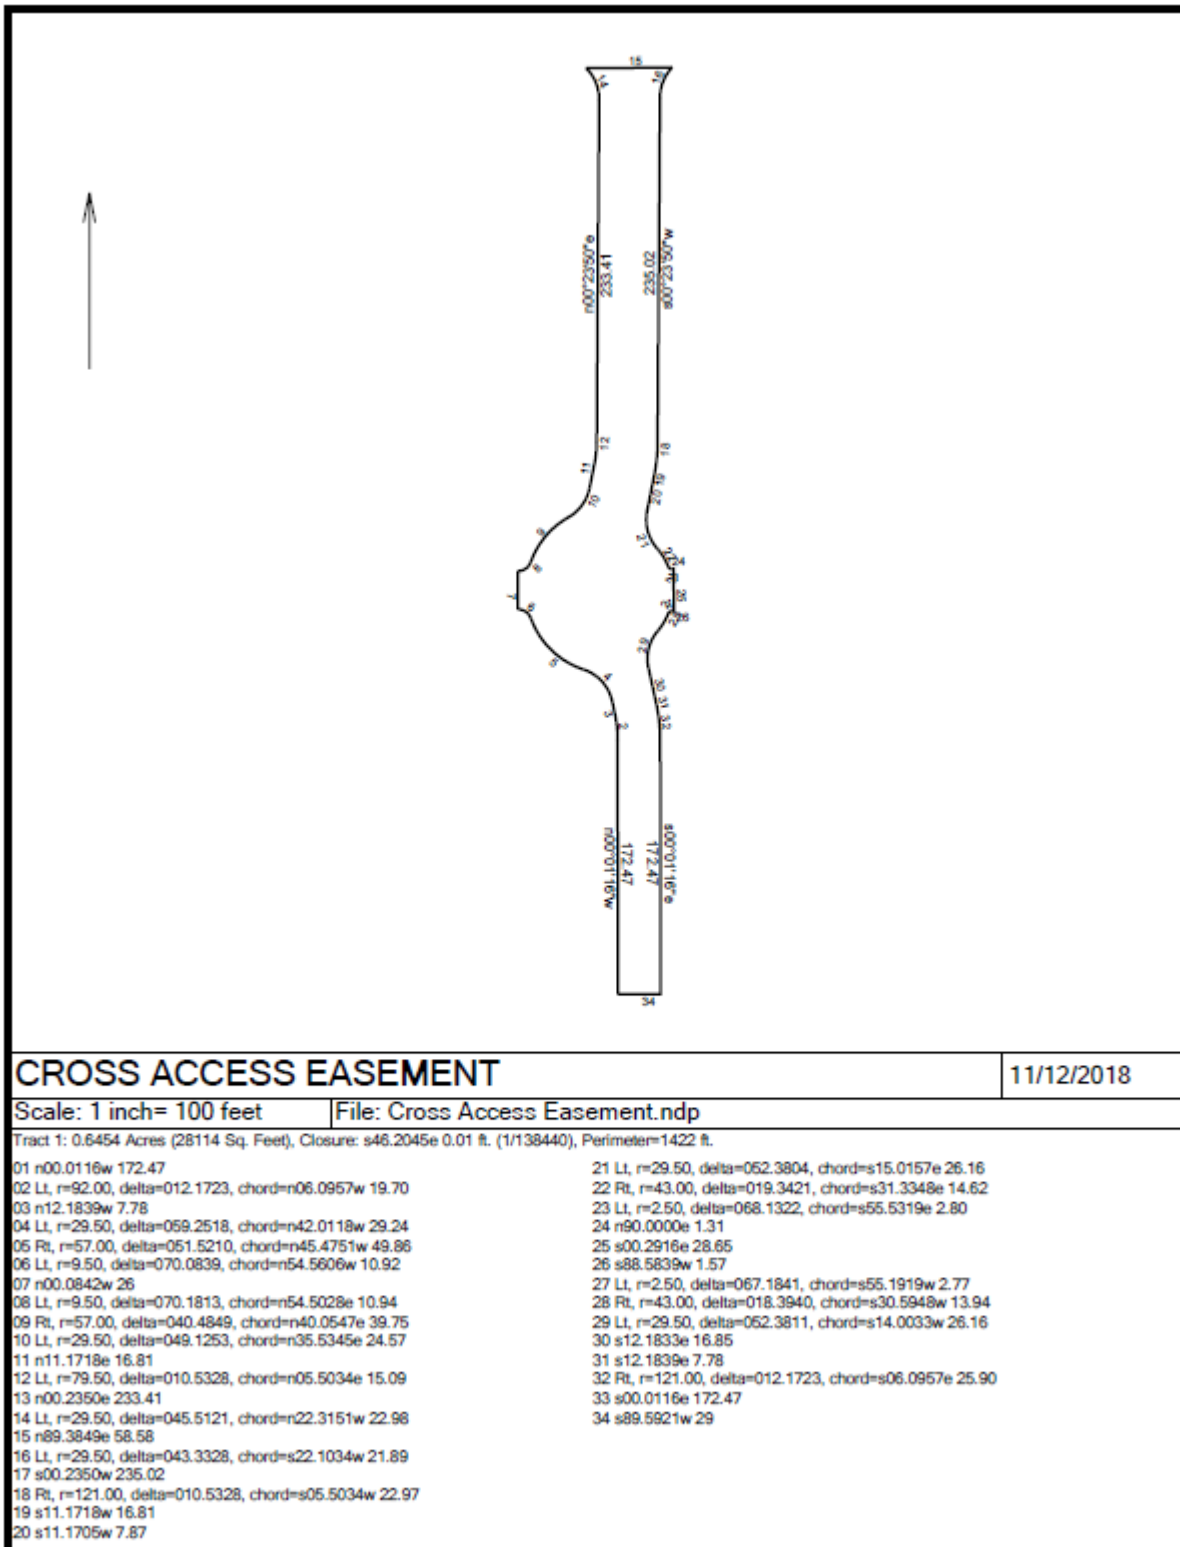 15
14
16
n00°23'50"e
233.41
235.02
s00°23'50"w
12
18
11
19
10
20
9
21
8
7
25
6
5
29
4
30
3
31
2
32
n00°01'16"w
172.47
172.47
s00°01'16"e
34
CROSS ACCESS EASEMENT
11/12/2018
Scale: 1 inch= 100 feet
File: Cross Access Easement.ndp
Tract 1: 0.6454 Acres (28114 Sq. Feet), Closure: s46.2045e 0.01 ft. (1/138440), Perimeter=1422 ft.
01 n00.0116w 172.47
02 Lt, r=92.00, delta=012.1723, chord=n06.0957w 19.70
03 n12.1839w 7.78
04 Lt, r=29.50, delta=059.2518, chord=n42.0118w 29.24
05 Rt, r=57.00, delta=051.5210, chord=n45.4751w 49.86
06 Lt, r=9.50, delta=070.0839, chord=n54.5606w 10.92
07 n00.0842w 26
08 Lt, r=9.50, delta=070.1813, chord=n54.5028e 10.94
09 Rt, r=57.00, delta=040.4849, chord=n40.0547e 39.75
10 Lt, r=29.50, delta=049.1253, chord=n35.5345e 24.57
11 n11.1718e 16.81
12 Lt, r=79.50, delta=010.5328, chord=n05.5034e 15.09
13 n00.2350e 233.41
14 Lt, r=29.50, delta=045.5121, chord=n22.3151w 22.98
15 n89.3849e 58.58
16 Lt, r=29.50, delta=043.3328, chord=s22.1034w 21.89
17 s00.2350w 235.02
18 Rt, r=121.00, delta=010.5328, chord=s05.5034w 22.97
19 s11.1718w 16.81
20 s11.1705w 7.87
21 Lt, r=29.50, delta=052.3804, chord=s15.0157e 26.16
22 Rt, r=43.00, delta=019.3421, chord=s31.3348e 14.62
23 Lt, r=2.50, delta=068.1322, chord=s55.5319e 2.80
24 n90.0000e 1.31
25 s00.2916e 28.65
26 s88.5839w 1.57
27 Lt, r=2.50, delta=067.1841, chord=s55.1919w 2.77
28 Rt, r=43.00, delta=018.3940, chord=s30.5948w 13.94
29 Lt, r=29.50, delta=052.3811, chord=s14.0033w 26.16
30 s12.1833e 16.85
31 s12.1839e 7.78
32 Rt, r=121.00, delta=012.1723, chord=s06.0957e 25.90
33 s00.0116e 172.47
34 s89.5921w 29